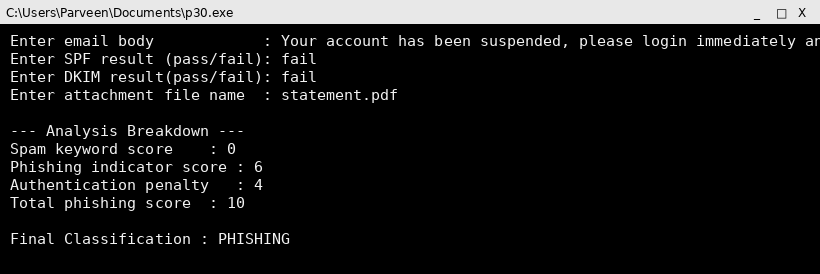 C:\Users\Parveen\Documents\p30.exe
Enter email body            : Your account has been suspended, please login immediately an
Enter SPF result (pass/fail): fail
Enter DKIM result(pass/fail): fail
Enter attachment file name  : statement.pdf
--- Analysis Breakdown ---
Spam keyword score    : 0
Phishing indicator score : 6
Authentication penalty   : 4
Total phishing score  : 10
Final Classification : PHISHING